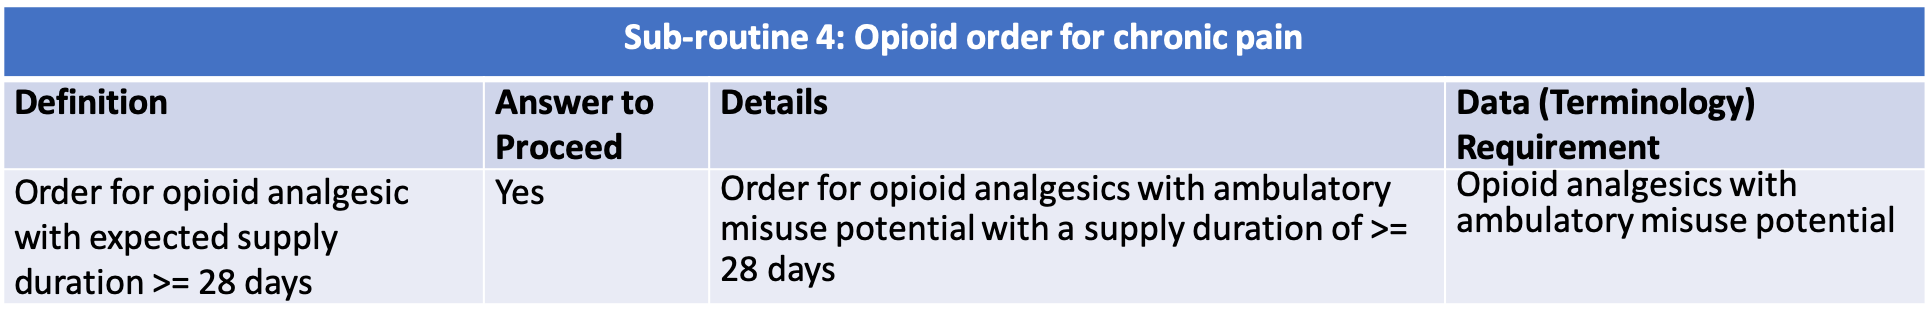 Sub-routine 4: Opioid order for chronic pain
Definition
Answer to
Proceed
Details
Data (Terminology)
Requirement
Order for opioid analgesic
with expected supply
duration >= 28 days
Yes
Order for opioid analgesics with ambulatory
misuse potential with a supply duration of >=
28 days
Opioid analgesics with
ambulatory misuse potential